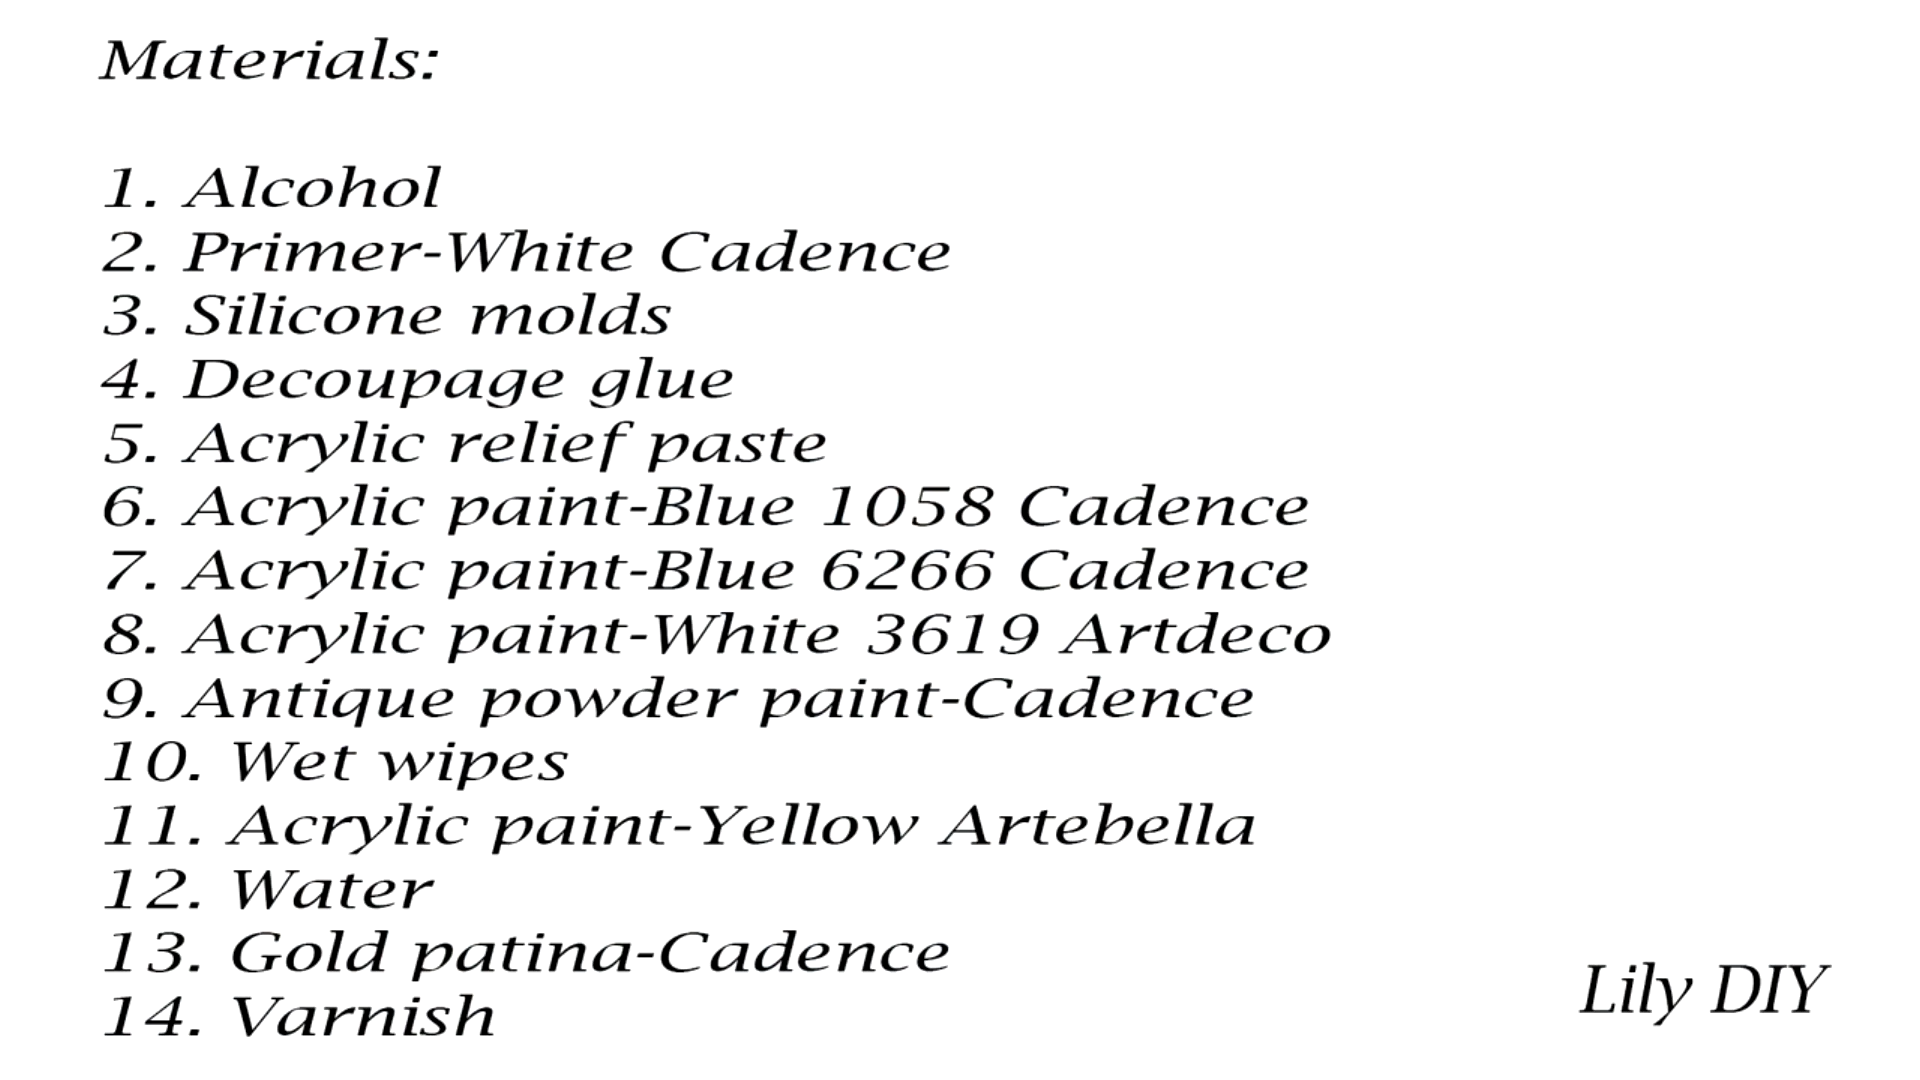 Materials:
1. Alcohol
2. Primer-White Cadence
3. Silicone molds
4. Decoupage glue
5. Acrylic relief paste
6. Acrylic paint-Blue 1058 Cadence
7. Acrylic paint-Blue 6266 Cadence
8. Acrylic paint-White 3619 Artdeco
9. Antique powder paint-Cadence
10. Wet wipes
11. Acrylic paint-Yellow Artebella
12. Water
13. Gold patina-Cadence
14. Varnish
Lily DIY